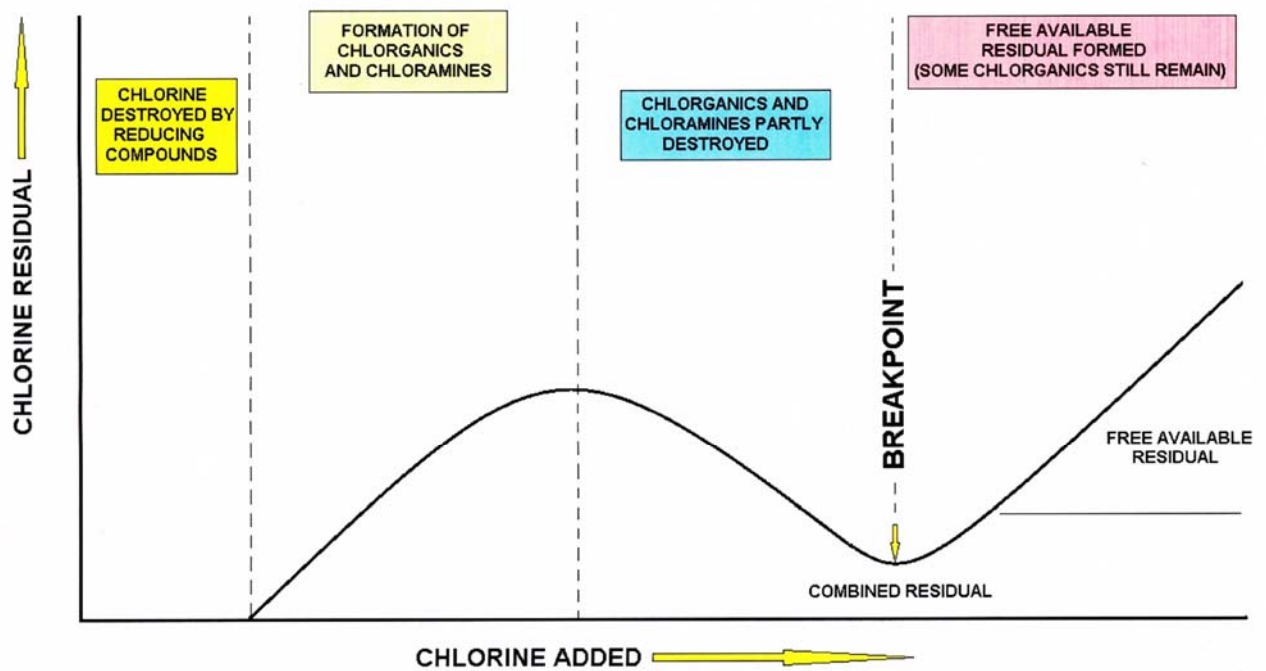 CHLORINE
DESTROYED BY
REDUCING
COMPOUNDS
FORMATION OF
CHLORGANICS
AND CHLORAMINES
CHLORGANICS AND
CHLORAMINES PARTLY
DESTROYED
FREE AVAILABLE
RESIDUAL FORMED
(SOME CHLORGANICS STILL REMAIN)
CHLORINE RESIDUAL
BREAKPOINT
FREE AVAILABLE
RESIDUAL
COMBINED RESIDUAL
CHLORINE ADDED